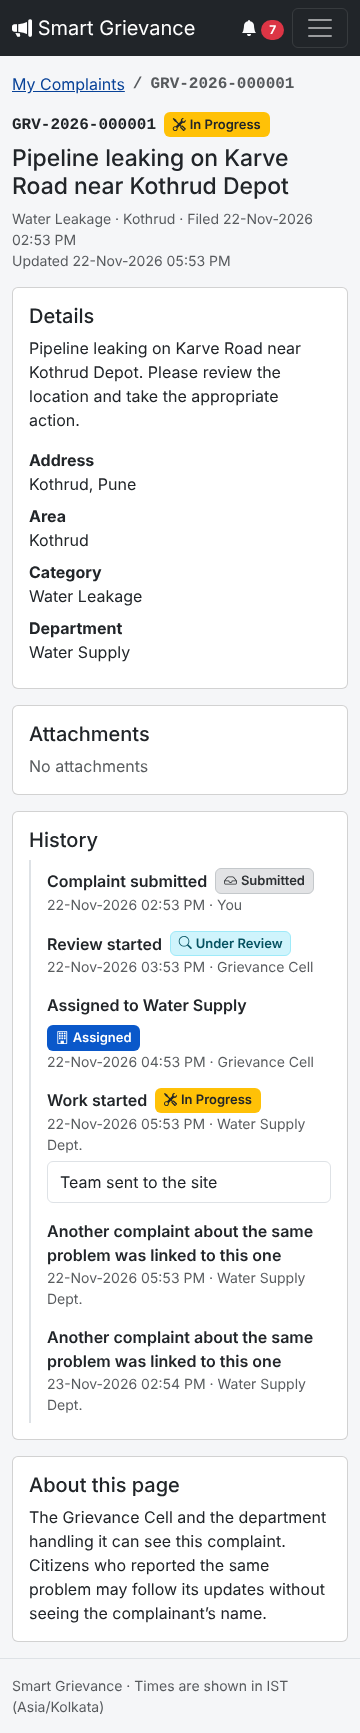 Smart Grievance
7
My Complaints / GRV-2026-000001
GRV-2026-000001 In Progress
Pipeline leaking on Karve
Road near Kothrud Depot
Water Leakage · Kothrud · Filed 22-Nov-2026
02:53 PM
Updated 22-Nov-2026 05:53 PM
Details
Pipeline leaking on Karve Road near
Kothrud Depot. Please review the
location and take the appropriate
action.
Address
Kothrud, Pune
Area
Kothrud
Category
Water Leakage
Department
Water Supply
Attachments
No attachments
History
Complaint submitted Submitted
22-Nov-2026 02:53 PM · You
Review started Under Review
22-Nov-2026 03:53 PM · Grievance Cell
Assigned to Water Supply
Assigned
22-Nov-2026 04:53 PM · Grievance Cell
Work started In Progress
22-Nov-2026 05:53 PM · Water Supply
Dept.
Team sent to the site
Another complaint about the same
problem was linked to this one
22-Nov-2026 05:53 PM · Water Supply
Dept.
Another complaint about the same
problem was linked to this one
23-Nov-2026 02:54 PM · Water Supply
Dept.
About this page
The Grievance Cell and the department
handling it can see this complaint.
Citizens who reported the same
problem may follow its updates without
seeing the complainant’s name.
Smart Grievance · Times are shown in IST
(Asia/Kolkata)